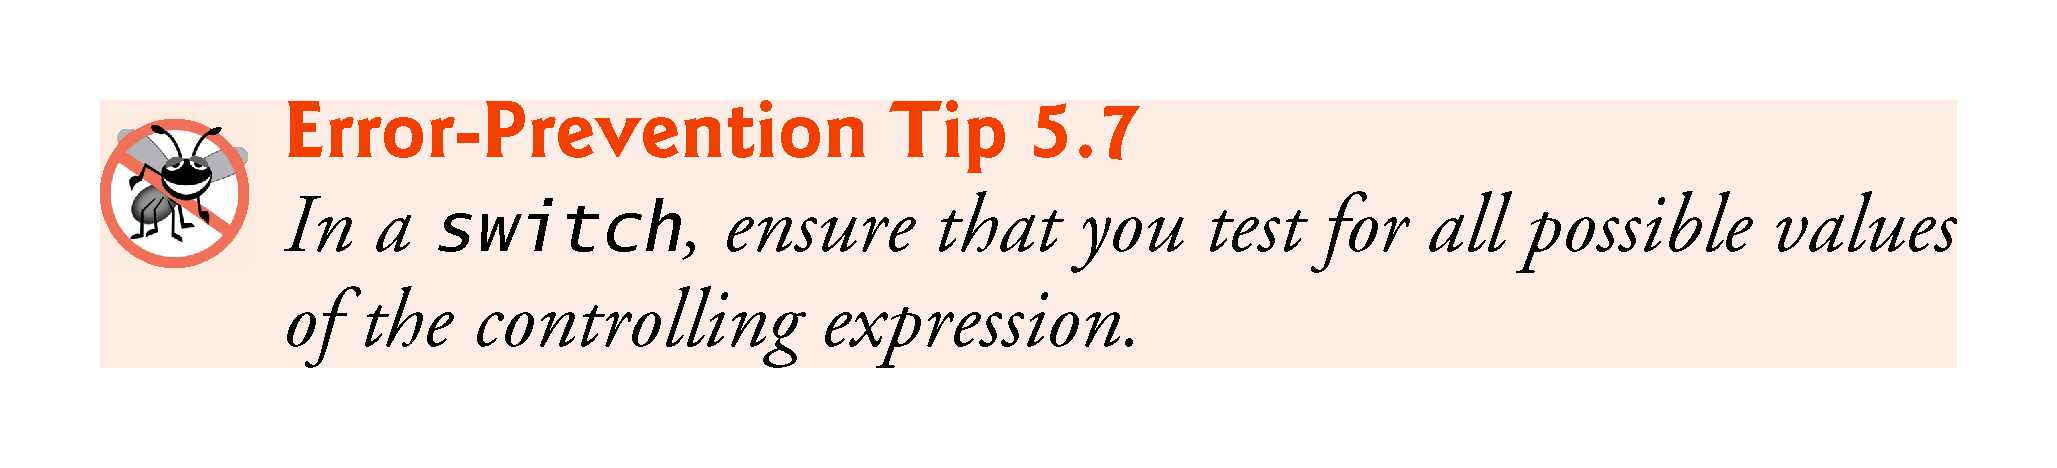 Error-Prevention Tip 5.7
In a switch, ensure that you test for all possible values
of the controlling expression.